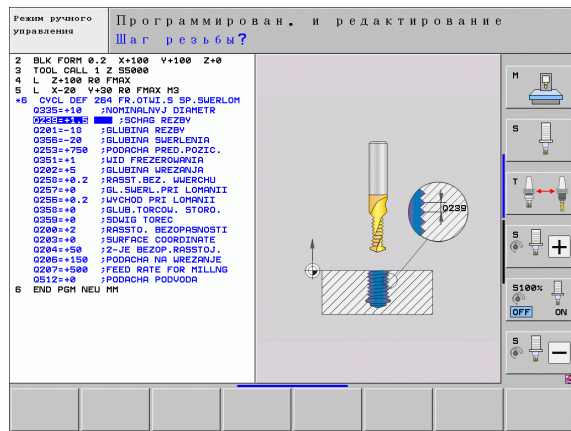 Режим ручного
управления
Программирован. и редактирование
Шаг резьбы?
2 BLK FORM 0.2 X+100 Y+100 Z+0
3 TOOL CALL 1 Z S5000
4 L Z+100 R0 FMAX
5 L X-20 Y+30 R0 FMAX M3
*6 CYCL DEF 264 FR.OTWI.S SP.SWERLOM
Q335=+10 ;NOMINALNYJ DIAMETR
Q239=+1.5 ;SCHAG REZBY
Q201=-18 ;GLUBINA REZBY
Q356=-20 ;GLUBINA SWERLENIA
Q253=+750 ;PODACHA PRED.POZIC.
Q351=+1 ;WID FREZEROWANIA
Q202=+5 ;GLUBINA WREZANJA
Q258=+0.2 ;RASST.BEZ. WWERCHU
Q257=+0 ;GL.SWERL.PRI LOMANII
Q256=+0.2 ;WYCHOD PRI LOMANII
Q358=+0 ;GLUB.TORCOW. STORO.
Q359=+0 ;SDWIG TOREC
Q200=+2 ;RASSTO. BEZOPASNOSTI
Q203=+0 ;SURFACE COORDINATE
Q204=+50 ;2-JE BEZOP.RASSTOJ.
Q206=+150 ;PODACHA NA WREZANJE
Q207=+500 ;FEED RATE FOR MILLNG
Q512=+0 ;PODACHA PODVODA
6 END PGM NEU MM
Q239
M
S
T
S
S100%
OFF ON
S